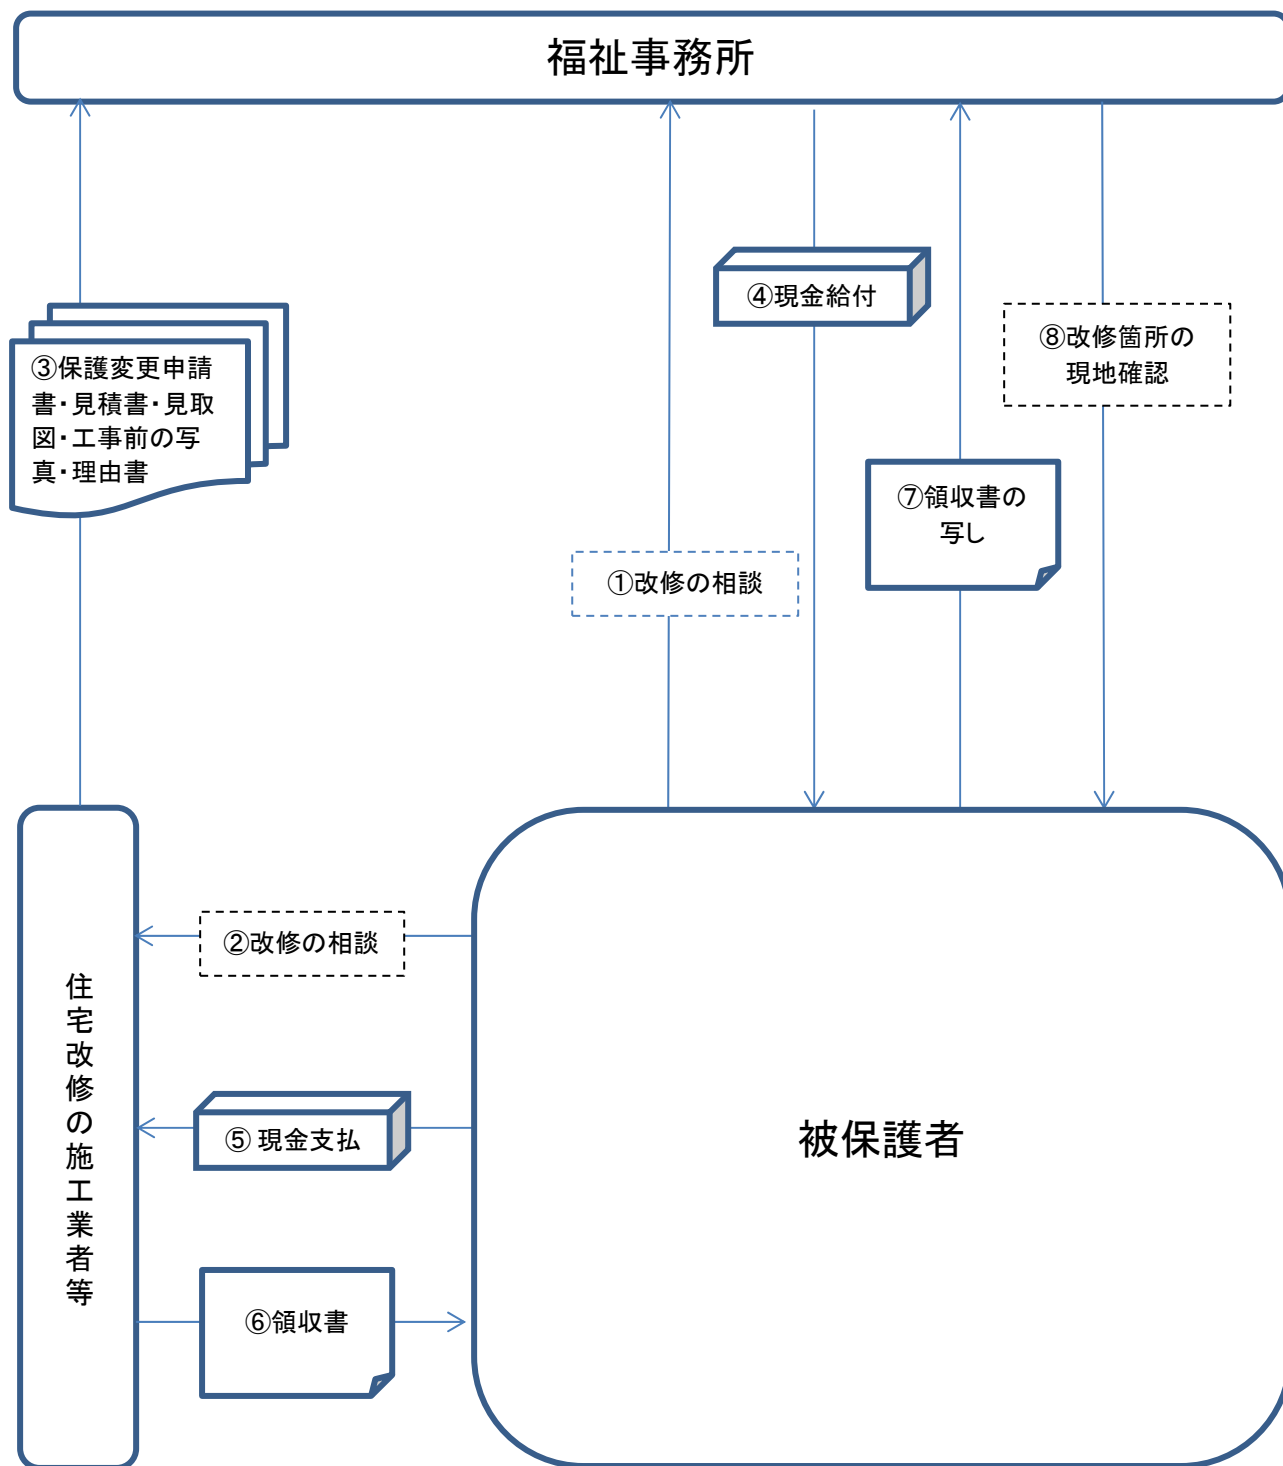 福祉事務所
④現金給付
⑧改修箇所の
現地確認
③保護変更申請
書・見積書・見取
図・工事前の写
真・理由書
⑦領収書の
写し
①改修の相談
②改修の相談
住宅改修の施工業者等
⑤現金支払
被保護者
⑥領収書